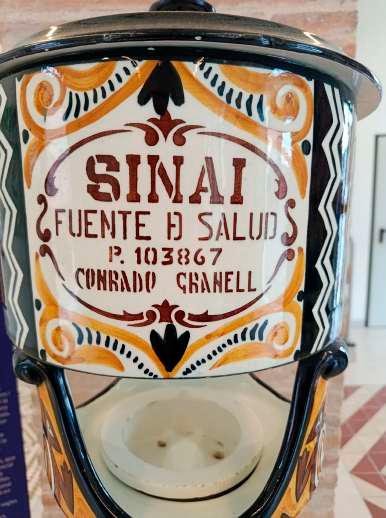 SINAI
FUENTE D SALUD
P. 103867
CONRADO GRANELL